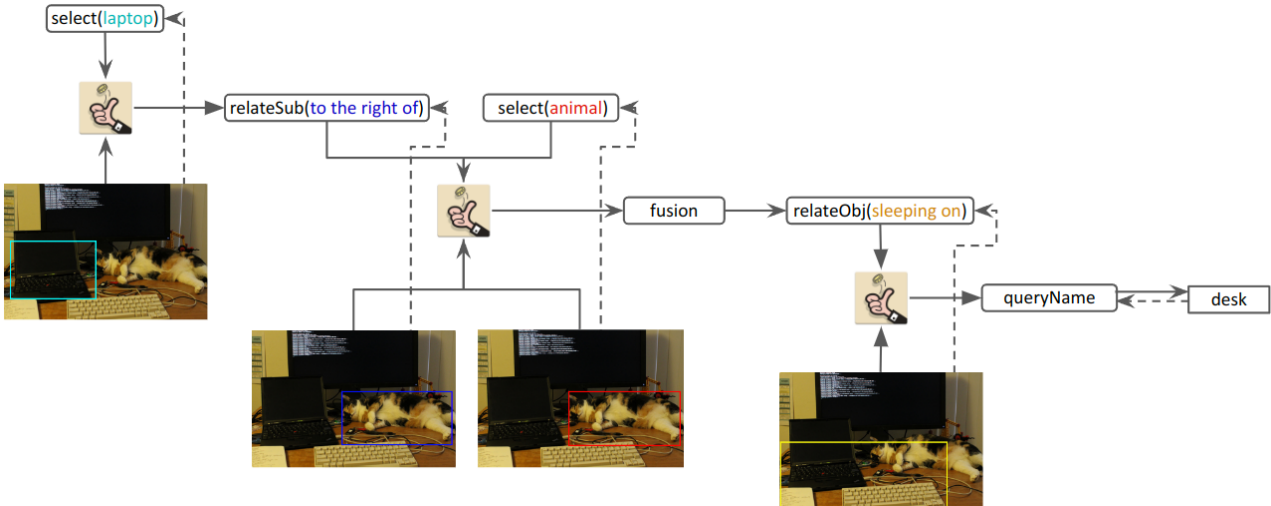 select(laptop)
relateSub(to the right of)
select(animal)
fusion
relateObj(sleeping on)
queryName
desk